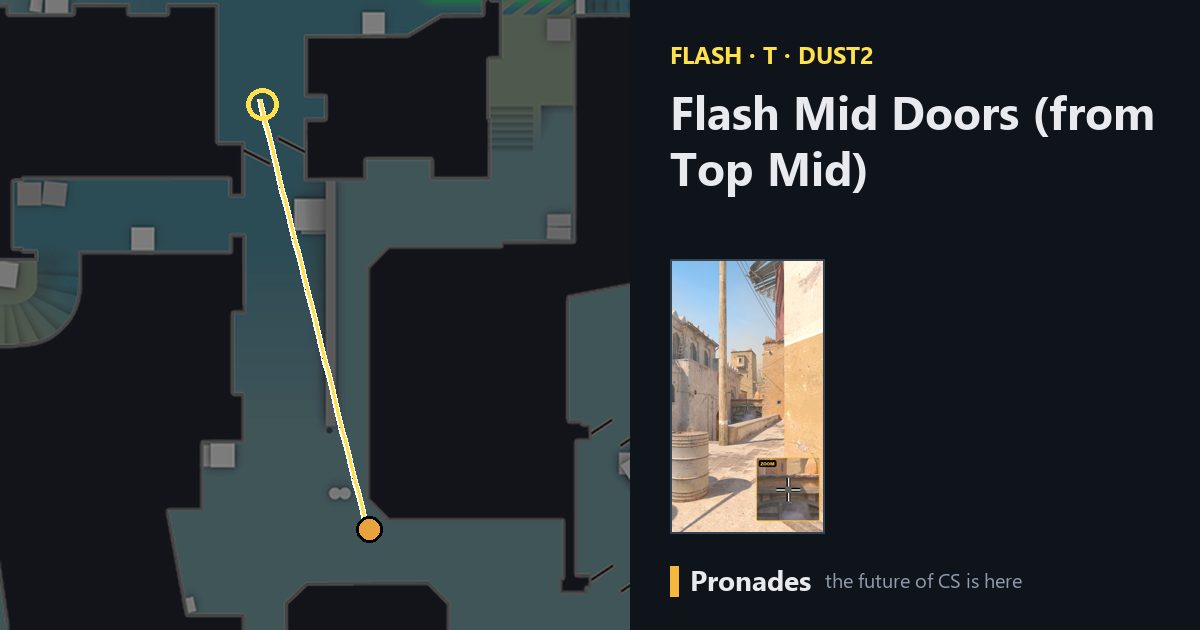 FLASH · T · DUST2
Flash Mid Doors (from
Top Mid)
ZOOM
Pronades the future of CS is here